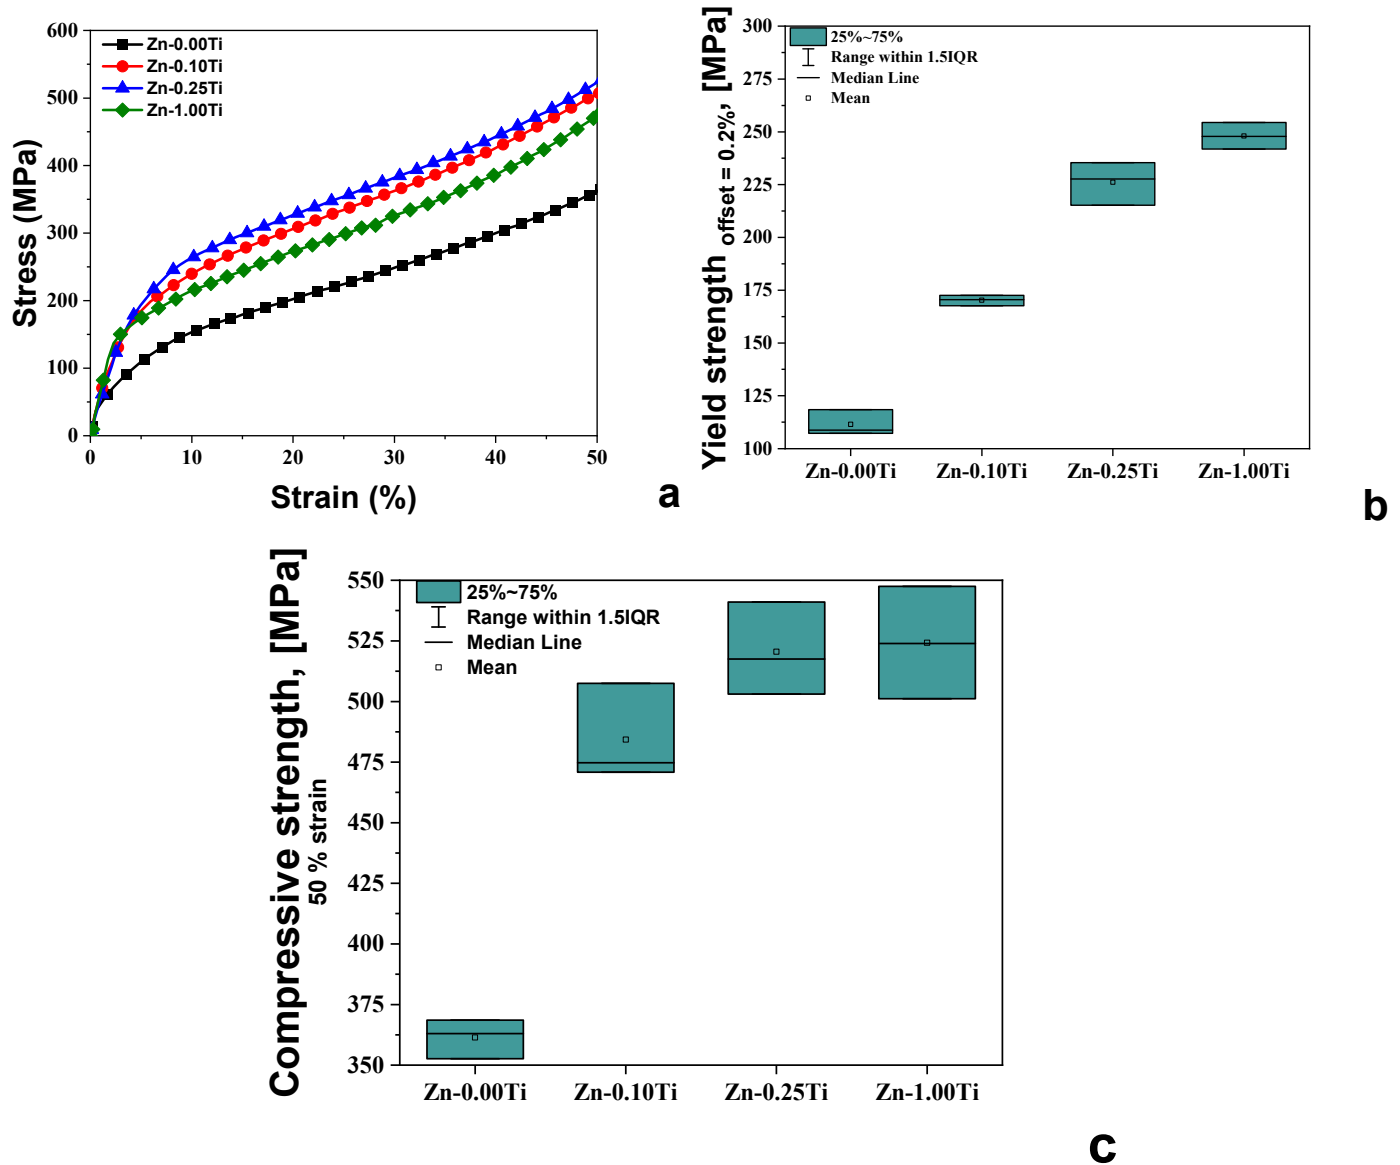 600
500
400
300
200
100
0
Stress (MPa)
Zn-0.00Ti
Zn-0.10Ti
Zn-0.25Ti
Zn-1.00Ti
0 10 20 30 40 50
Strain (%)
a
Yield strength offset = 0.2%, [MPa]
300
275
250
225
200
175
150
125
100
25%~75%
Range within 1.5IQR
Median Line
Mean
Zn-0.00Ti Zn-0.10Ti Zn-0.25Ti Zn-1.00Ti
b
Compressive strength, [MPa]
50 % strain
550
525
500
475
450
425
400
375
350
25%~75%
Range within 1.5IQR
Median Line
Mean
Zn-0.00Ti Zn-0.10Ti Zn-0.25Ti Zn-1.00Ti
c